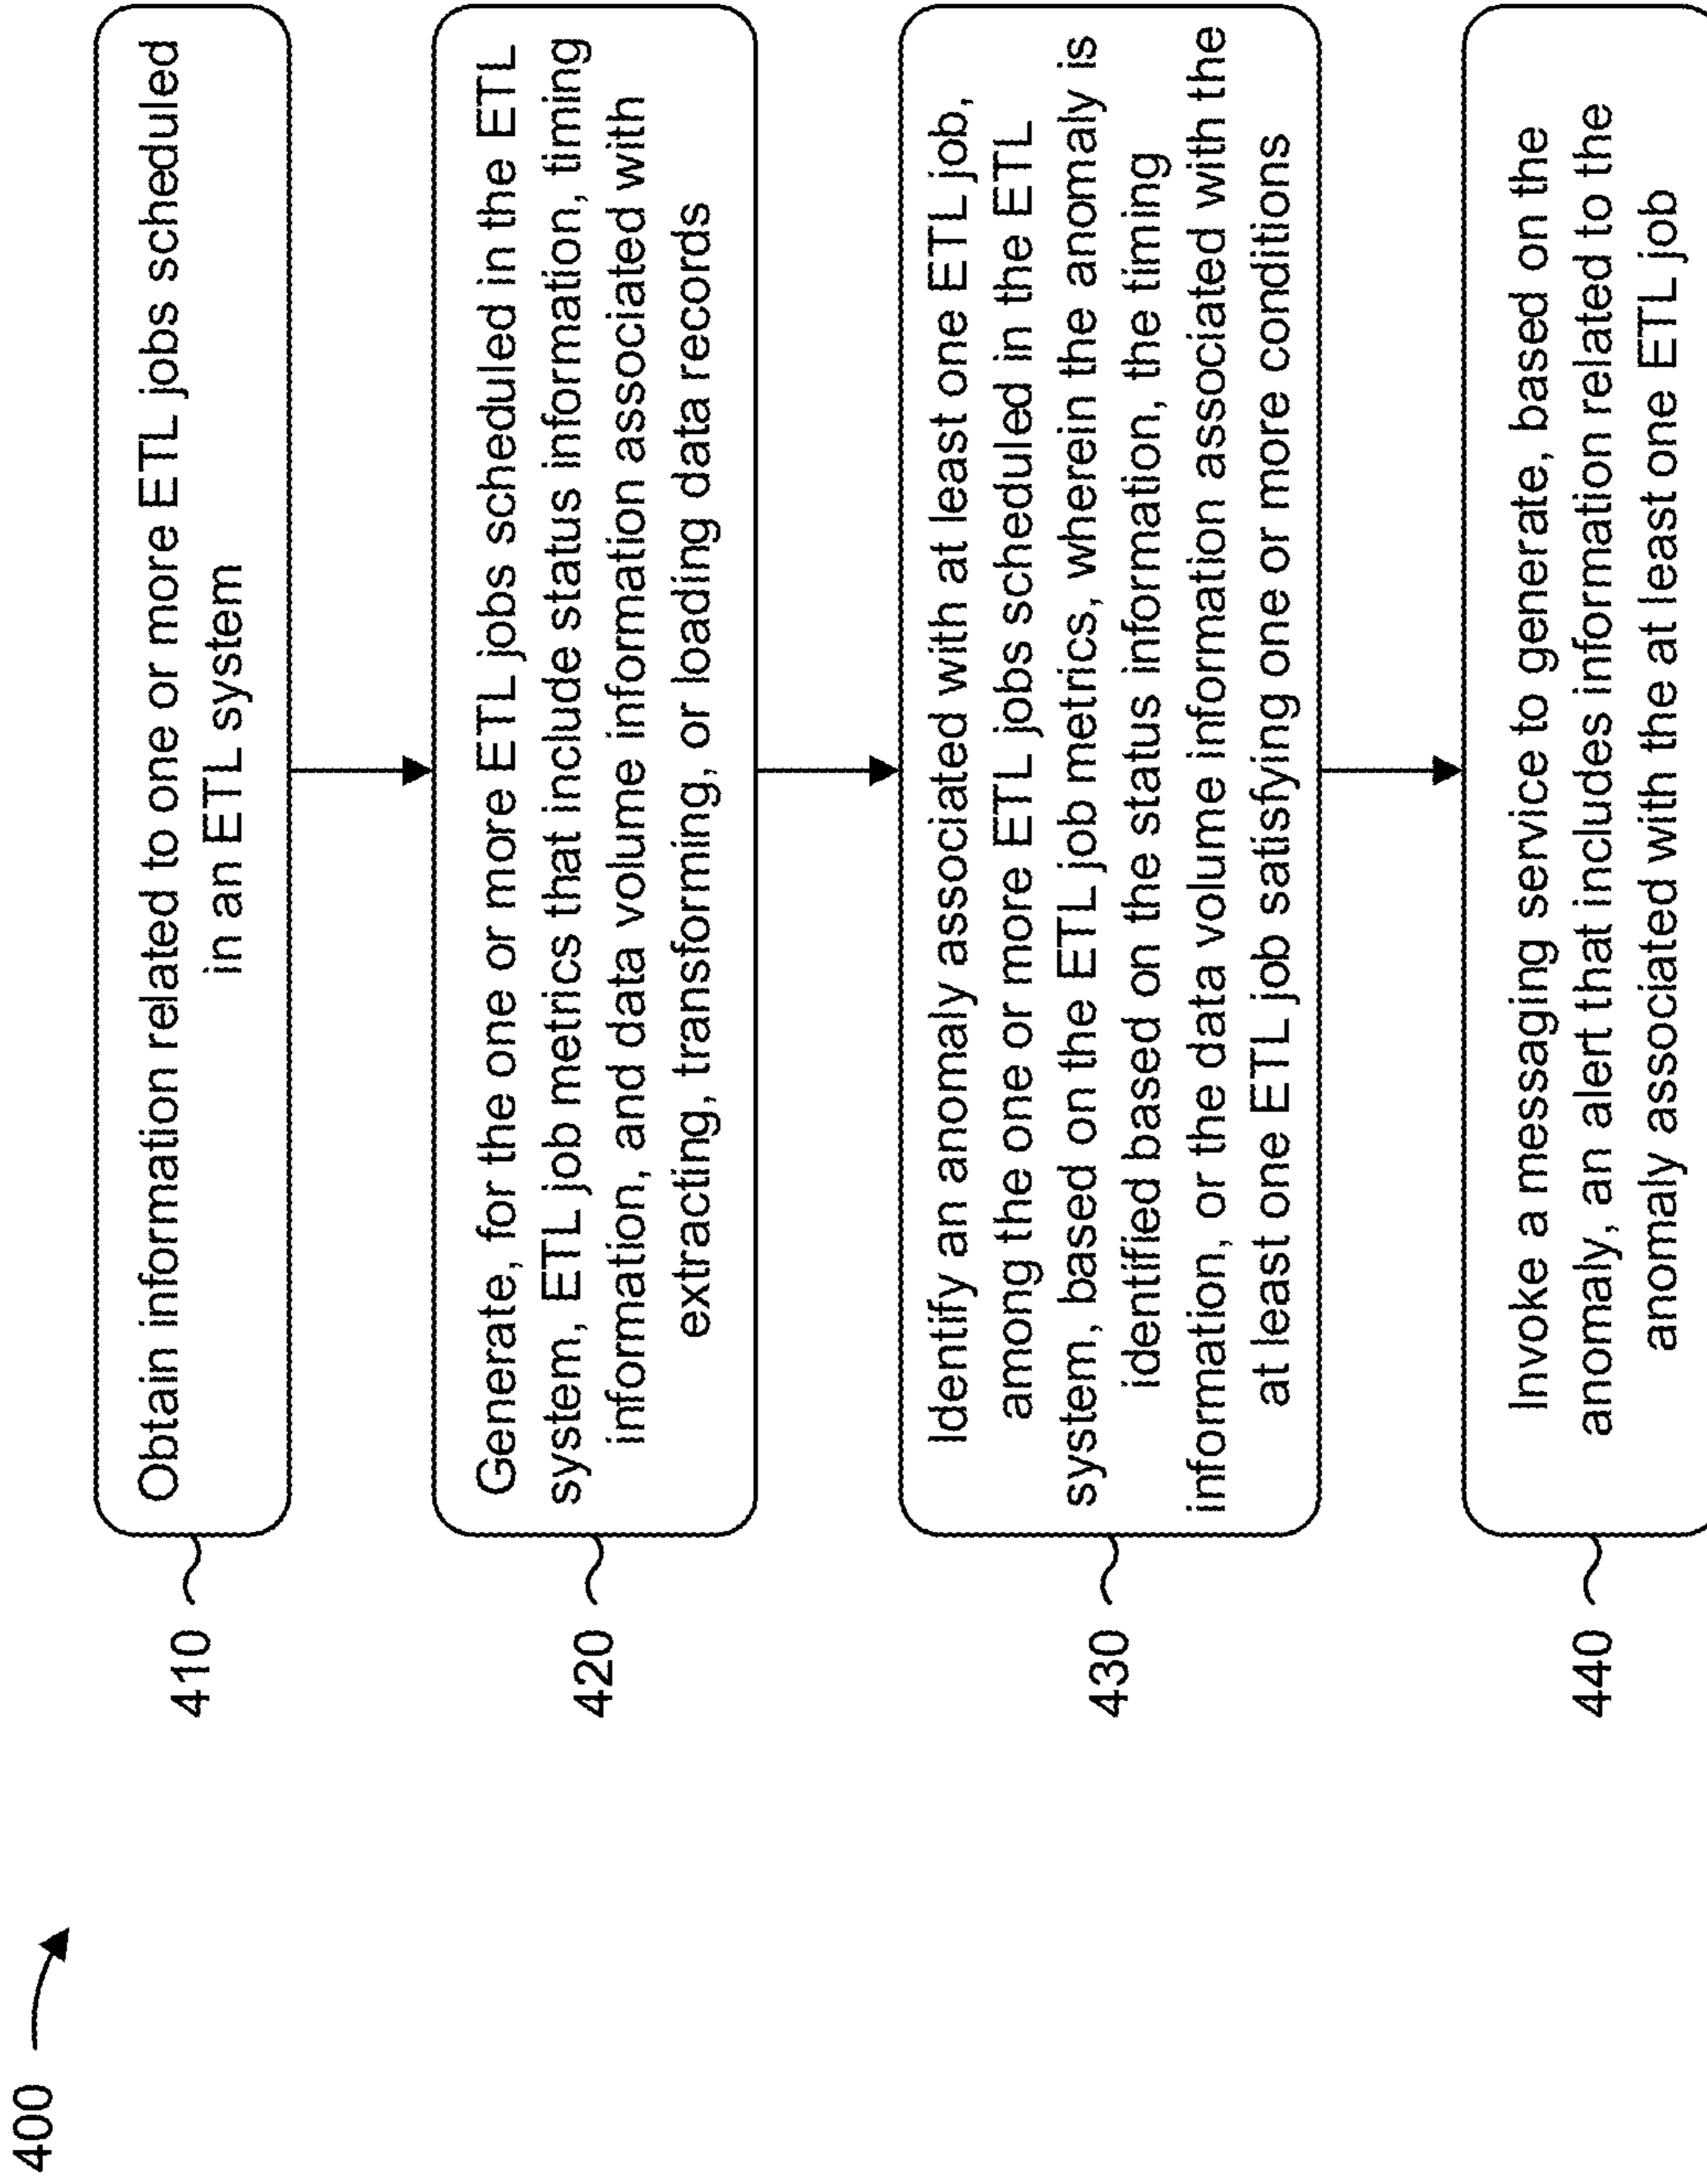 400
410
Obtain information related to one or more ETL jobs scheduled
in an ETL system
420
Generate, for the one or more ETL jobs scheduled in the ETL
system, ETL job metrics that include status information, timing
information, and data volume information associated with
extracting, transforming, or loading data records
430
Identify an anomaly associated with at least one ETL job,
among the one or more ETL jobs scheduled in the ETL
system, based on the ETL job metrics, wherein the anomaly is
identified based on the status information, the timing
information, or the data volume information associated with the
at least one ETL job satisfying one or more conditions
440
Invoke a messaging service to generate, based on the
anomaly, an alert that includes information related to the
anomaly associated with the at least one ETL job